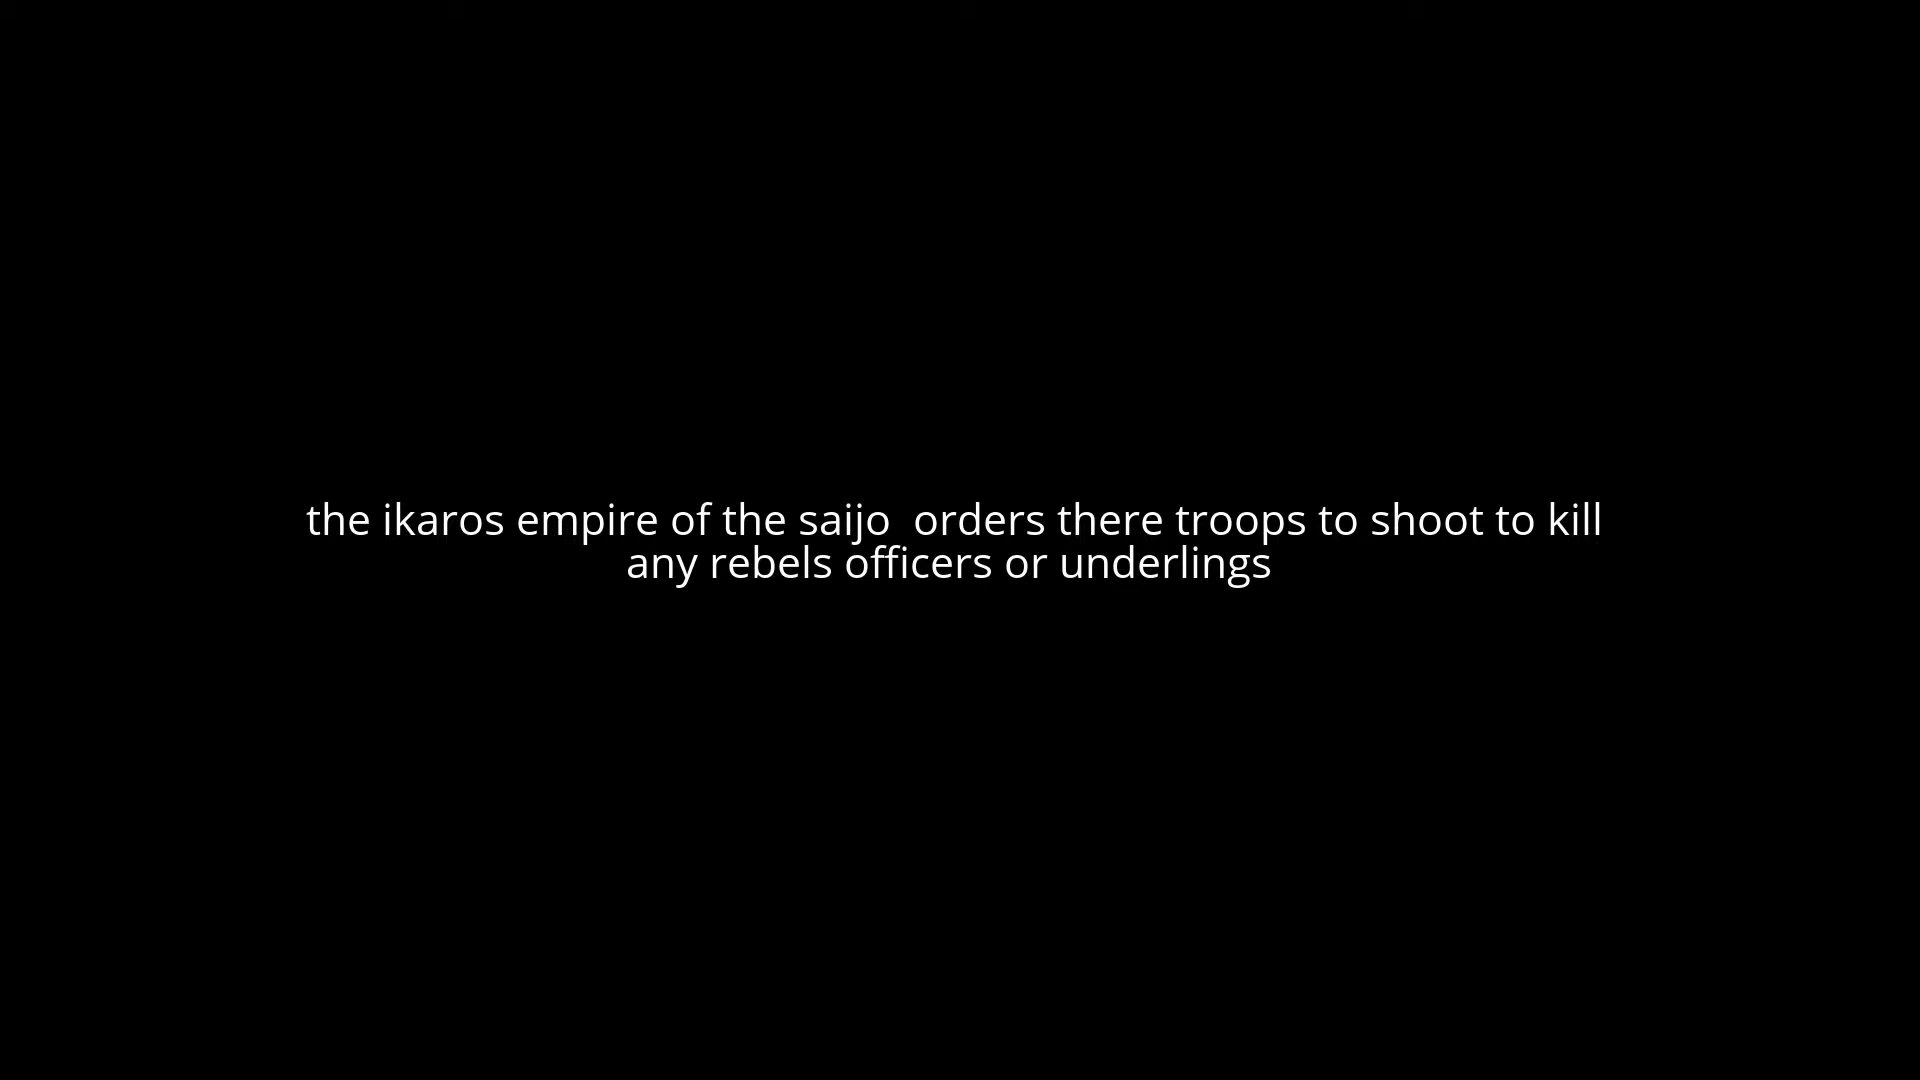 the ikaros empire of the saijo  orders there troops to shoot to kill
any rebels officers or underlings